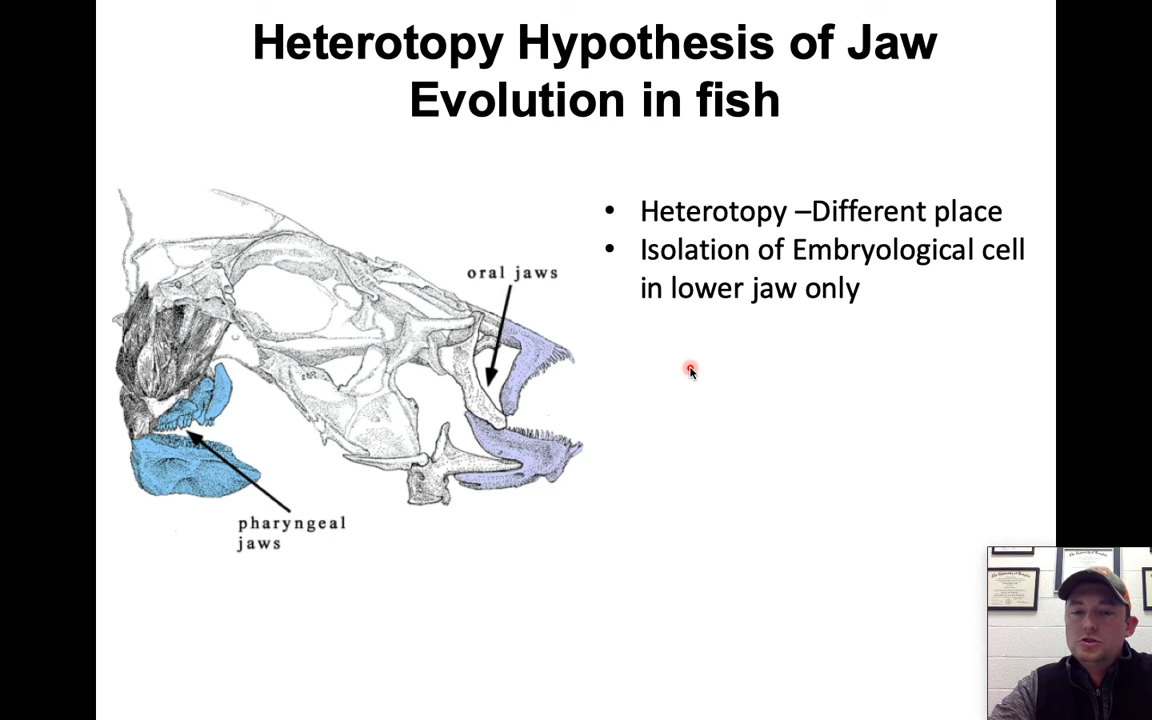 Heterotopy Hypothesis of Jaw
Evolution in fish
• Heterotopy –Different place
• Isolation of Embryological cell
in lower jaw only
oral jaws
pharyngeal
jaws